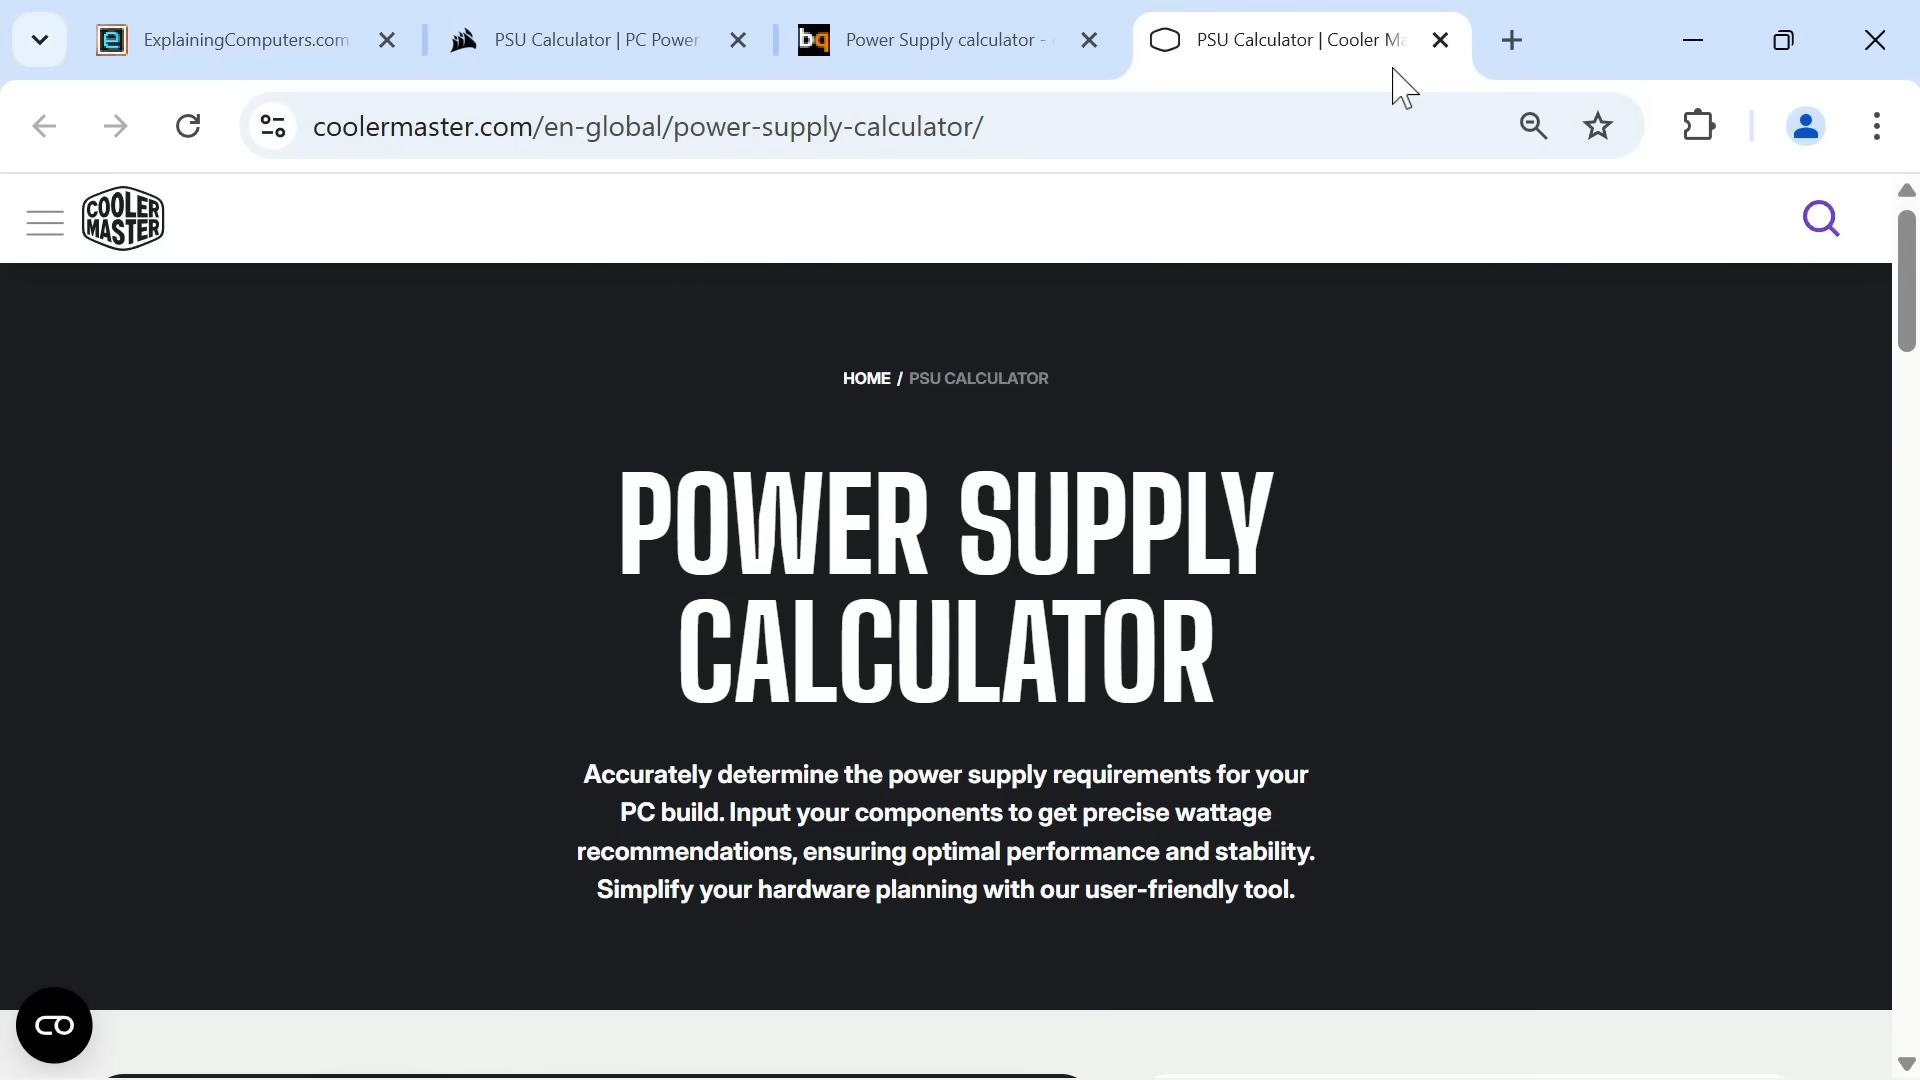 ExplainingComputers.com
PSU Calculator | PC Power
Power Supply calculator -
PSU Calculator | Cooler Ma
coolermaster.com/en-global/power-supply-calculator/
COOLER
MASTER
HOME / PSU CALCULATOR
POWER SUPPLY
CALCULATOR
Accurately determine the power supply requirements for your
PC build. Input your components to get precise wattage
recommendations, ensuring optimal performance and stability.
Simplify your hardware planning with our user-friendly tool.